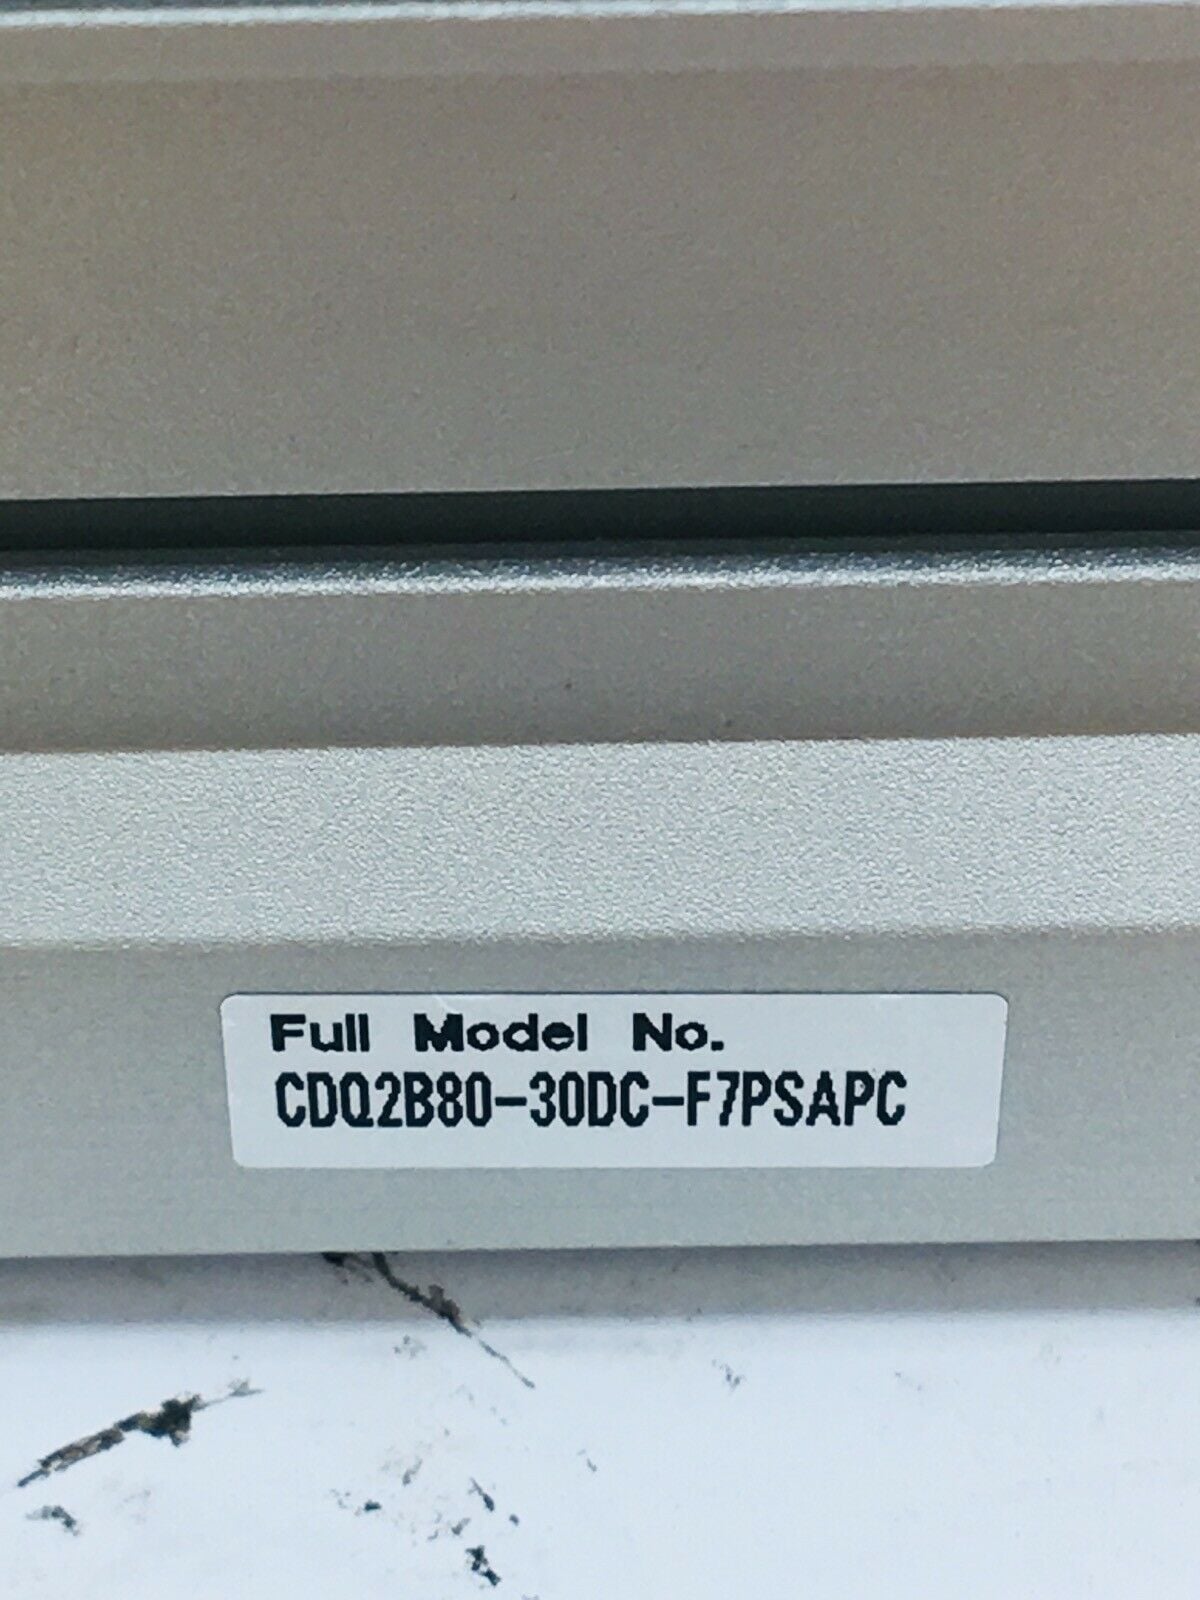 Full Model No.
CDQ2B80-30DC-F7PSAPC